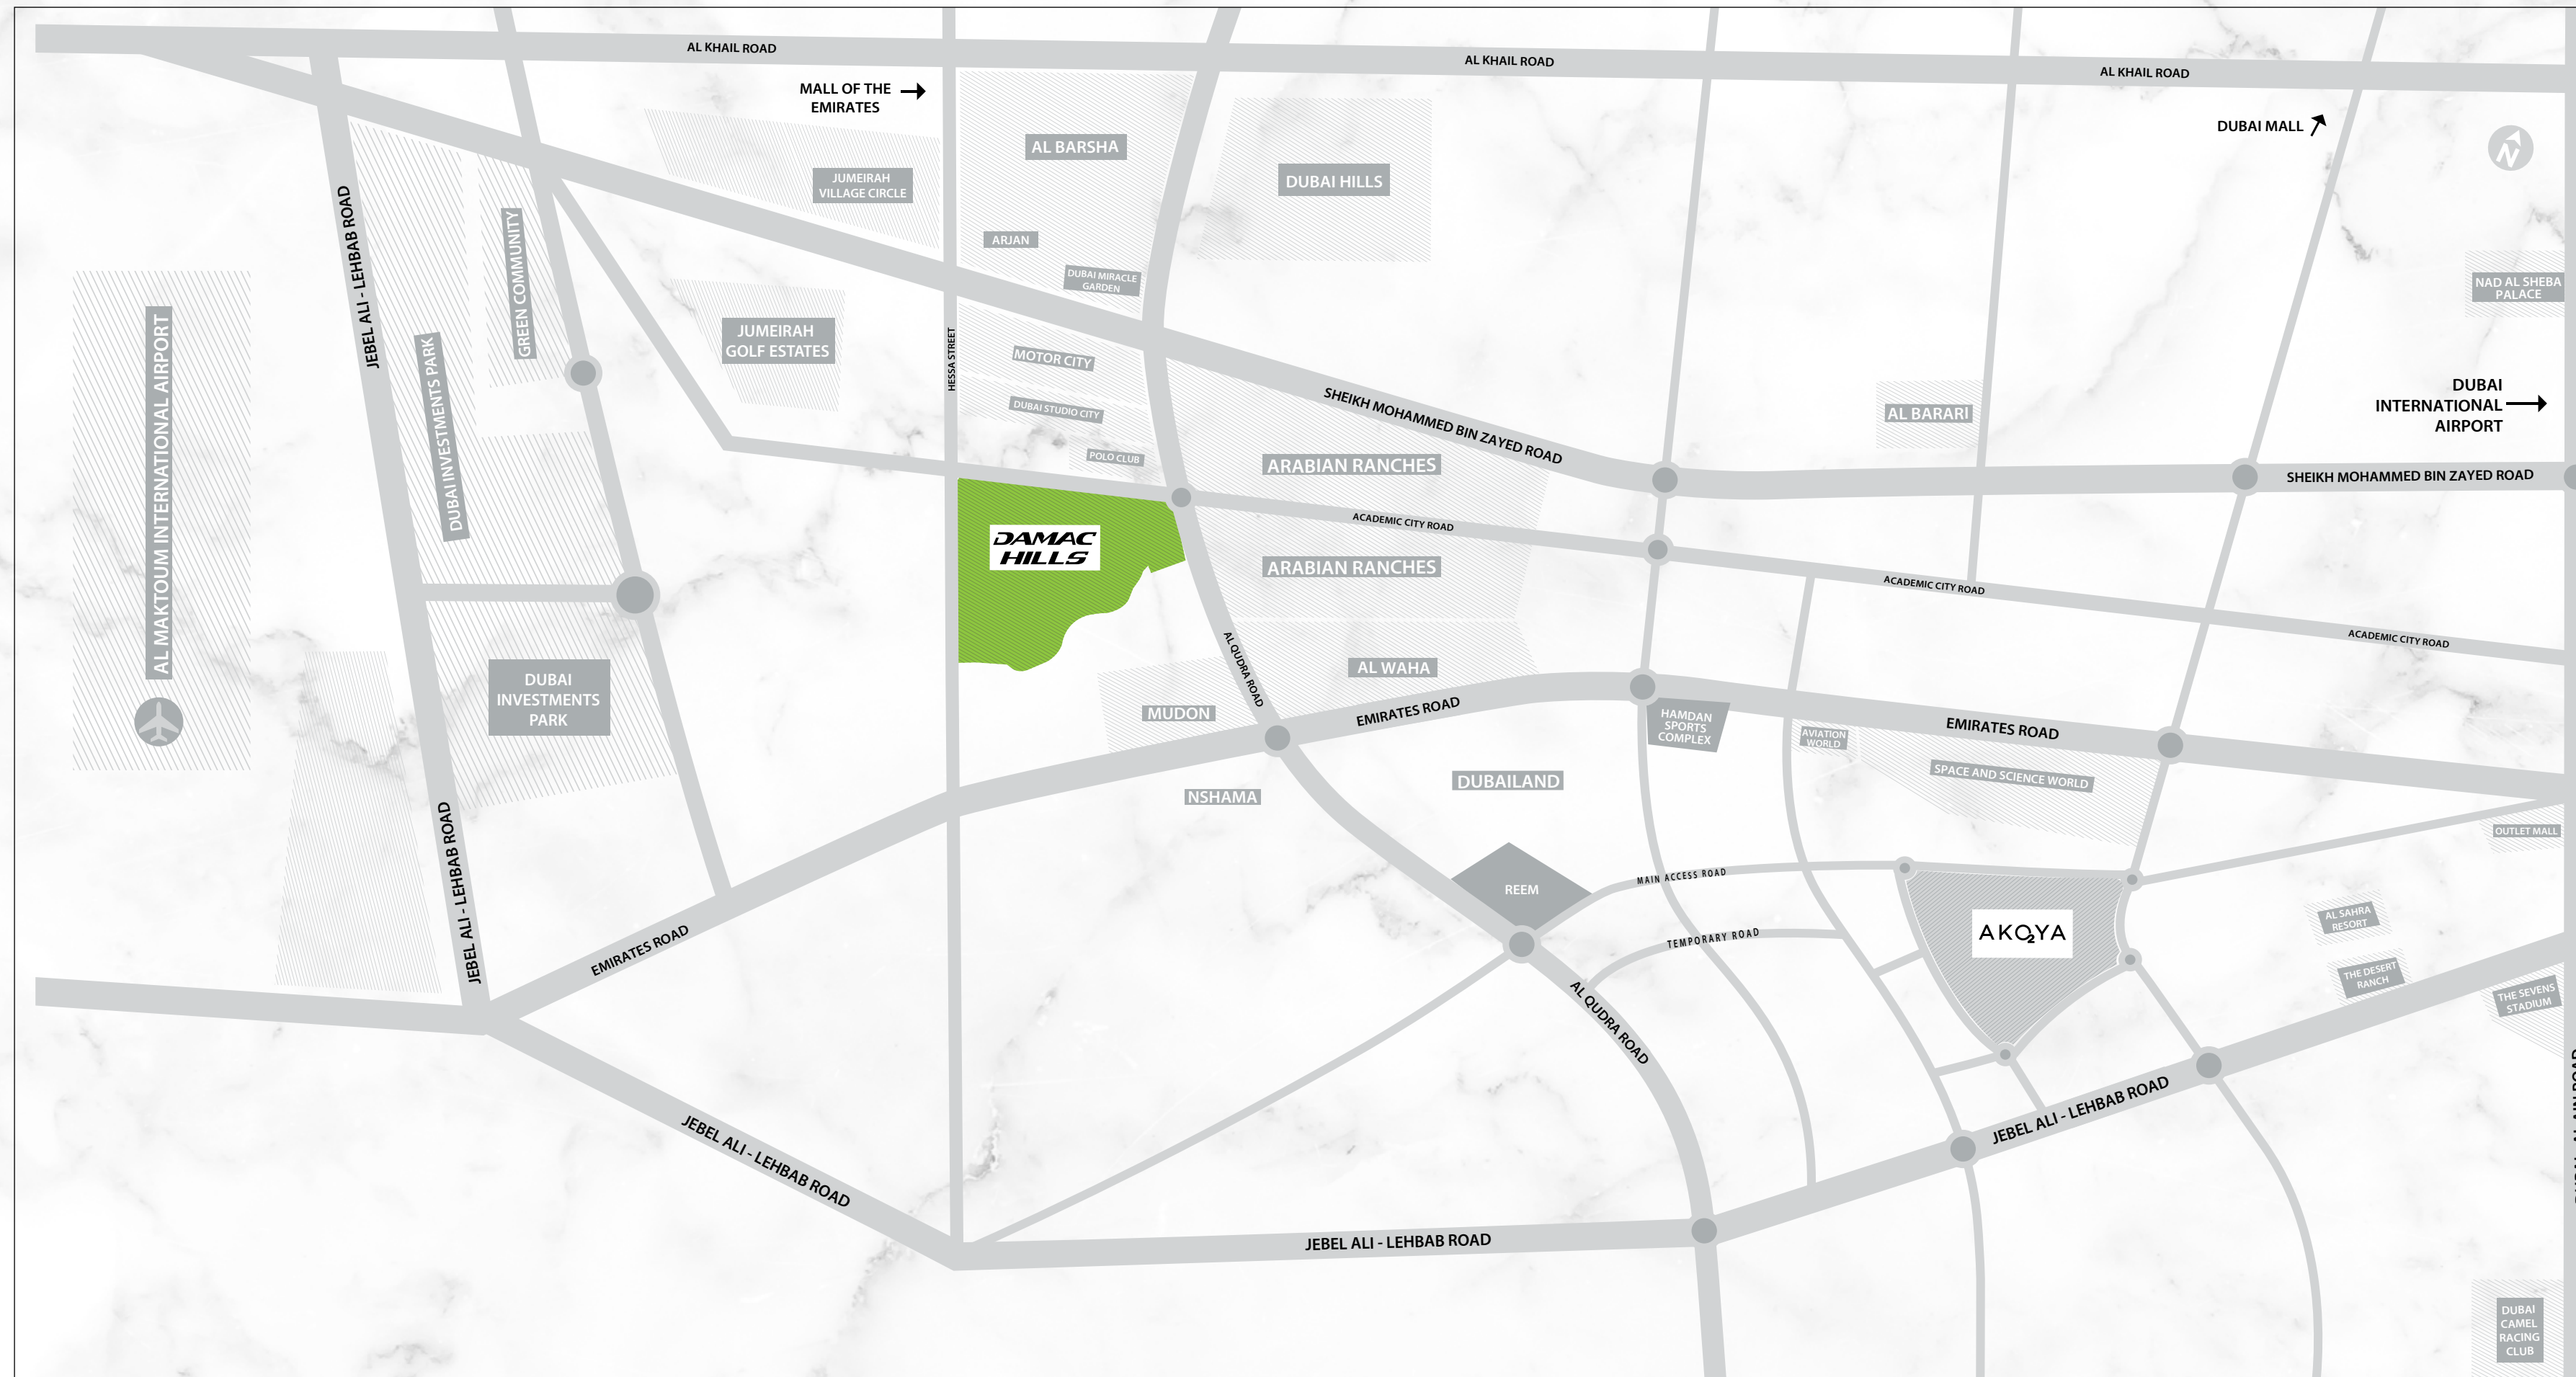 AL KHAIL ROAD
AL KHAIL ROAD
AL KHAIL ROAD
MALL OF THE
EMIRATES
DUBAI MALL
N
AL BARSHA
JUMEIRAH
VILLAGE CIRCLE
DUBAI HILLS
ARJAN
DUBAI MIRACLE
GARDEN
JEBEL ALI - LEHBAB ROAD
GREEN COMMUNITY
NAD AL SHEBA
PALACE
AL MAKTOUM INTERNATIONAL AIRPORT
DUBAI INVESTMENTS PARK
JUMEIRAH
GOLF ESTATES
HESSA STREET
MOTOR CITY
DUBAI STUDIO CITY
POLO CLUB
SHEIKH MOHAMMED BIN ZAYED ROAD
AL BARARI
DUBAI
INTERNATIONAL
AIRPORT
ARABIAN RANCHES
SHEIKH MOHAMMED BIN ZAYED ROAD
ACADEMIC CITY ROAD
DAMAC
HILLS
ARABIAN RANCHES
ACADEMIC CITY ROAD
ACADEMIC CITY ROAD
AL QUDRA ROAD
AL WAHA
DUBAI
INVESTMENTS
PARK
MUDON
EMIRATES ROAD
HAMDAN
SPORTS
COMPLEX
AVIATION
WORLD
EMIRATES ROAD
SPACE AND SCIENCE WORLD
NSHAMA
DUBAILAND
OUTLET MALL
JEBEL ALI - LEHBAB ROAD
REEM
MAIN ACCESS ROAD
TEMPORARY ROAD
AKO2YA
AL SAHRA
RESORT
EMIRATES ROAD
THE DESERT
RANCH
THE SEVENS
STADIUM
AL QUDRA ROAD
JEBEL ALI - LEHBAB ROAD
JEBEL ALI - LEHBAB ROAD
JEBEL ALI - LEHBAB ROAD
DUBAI
CAMEL
RACING
CLUB